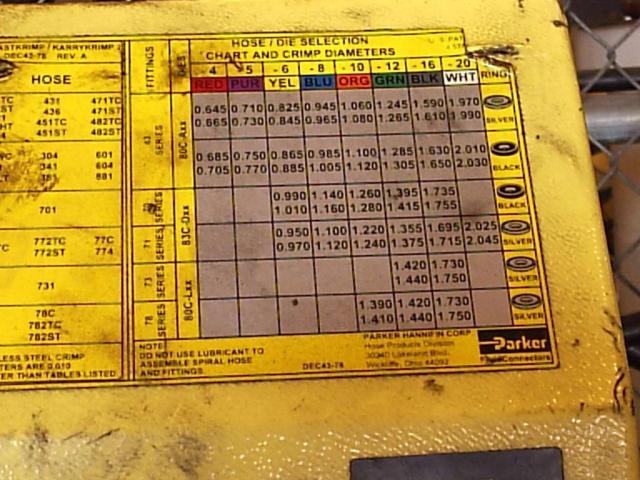 HOSE / DIE SELECTION
CHART AND CRIMP DIAMETERS
KARRYKRIMP 2
DEC43-78 REV. A
HOSE
FITTINGS
DIES
- 4 - 5 - 6 - 8 - 10 - 12 - 16 - 20
RED PUR YEL BLU ORG GRN BLK WHT RING
431 471TC
436 471ST
451TC 482TC
451ST 482ST
43 SERIES
80C-Axx
0.645 0.710 0.825 0.945 1.060 1.245 1.590 1.970
0.665 0.730 0.845 0.965 1.080 1.265 1.610 1.990
SILVER
304 601
341 604
381 881
0.685 0.750 0.865 0.985 1.100 1.285 1.630 2.010
0.705 0.770 0.885 1.005 1.120 1.305 1.650 2.030
BLACK
701
SERIES
83C-Dxx
0.990 1.140 1.260 1.395 1.735
1.010 1.160 1.280 1.415 1.755
BLACK
772TC 77C
772ST 774
71 SERIES
0.950 1.100 1.220 1.355 1.695 2.025
0.970 1.120 1.240 1.375 1.715 2.045
SILVER
731
73 SERIES
80C-Lxx
1.420 1.730
1.440 1.750
SILVER
78C
782TC
782ST
78 SERIES
1.390 1.420 1.730
1.410 1.440 1.750
SILVER
LESS STEEL CRIMP
TERS ARE 0.010
TER THAN TABLES LISTED
NOTE:
DO NOT USE LUBRICANT TO
ASSEMBLE SPIRAL HOSE
AND FITTINGS.
DEC43-78
PARKER HANNIFIN CORP
Hose Products Division
30240 Lakeland Blvd.
Wickliffe, Ohio 44092
Parker
Connectors